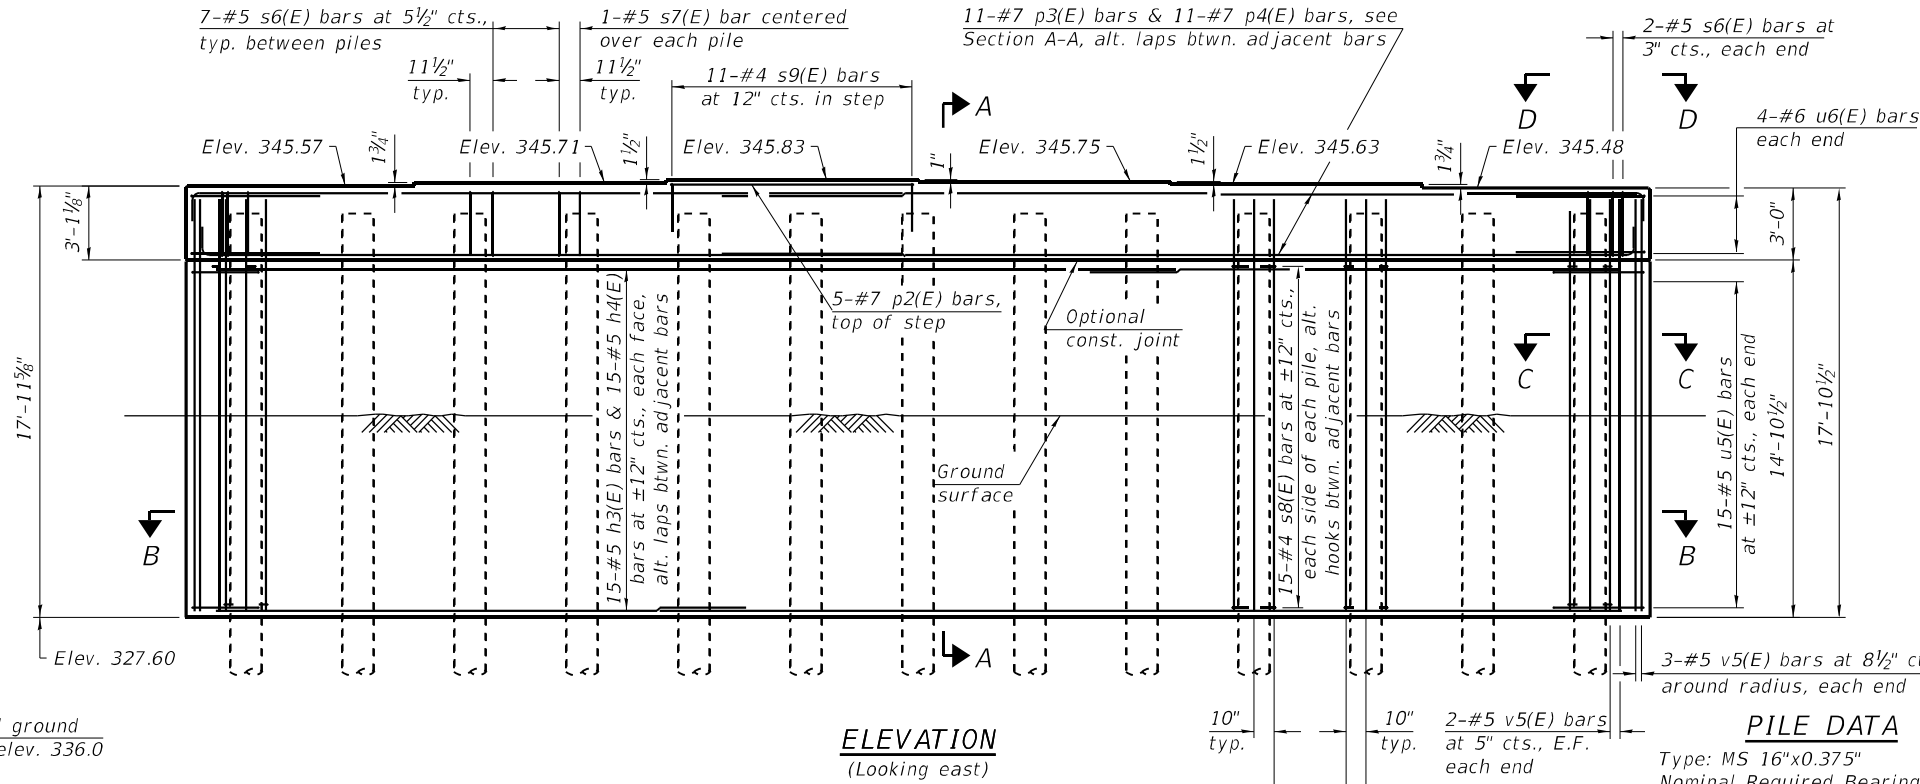 7-#5 s6(E) bars at 5½" cts.,
typ. between piles
1-#5 s7(E) bar centered
over each pile
11-#7 p3(E) bars & 11-#7 p4(E) bars, see
Section A-A, alt. laps btwn. adjacent bars
2-#5 s6(E) bars at
3" cts., each end
11½"
typ.
11½"
typ.
11-#4 s9(E) bars
at 12" cts. in step
A
D
D
4-#6 u6(E) bars
each end
Elev. 345.57
1¾"
Elev. 345.71
1½"
Elev. 345.83
1"
Elev. 345.75
1½"
Elev. 345.63
1¾"
Elev. 345.48
3'-1⅛"
3'-0"
17'-11⅝"
15-#5 h3(E) bars & 15-#5 h4(E)
bars at ±12" cts., each face,
alt. laps btwn. adjacent bars
5-#7 p2(E) bars,
top of step
Optional
const. joint
15-#4 s8(E) bars at ±12" cts.,
each side of each pile, alt.
hooks btwn. adjacent bars
C
C
15-#5 u5(E) bars
at ±12" cts., each end
14'-10½"
17'-10½"
Ground
surface
B
B
Elev. 327.60
A
3-#5 v5(E) bars at 8½"
around radius, each end
ground
elev. 336.0
ELEVATION
(Looking east)
10"
typ.
10"
typ.
2-#5 v5(E) bars
at 5" cts., E.F.
each end
PILE DATA
Type: MS 16"x0.375"
Nominal Required Bearing